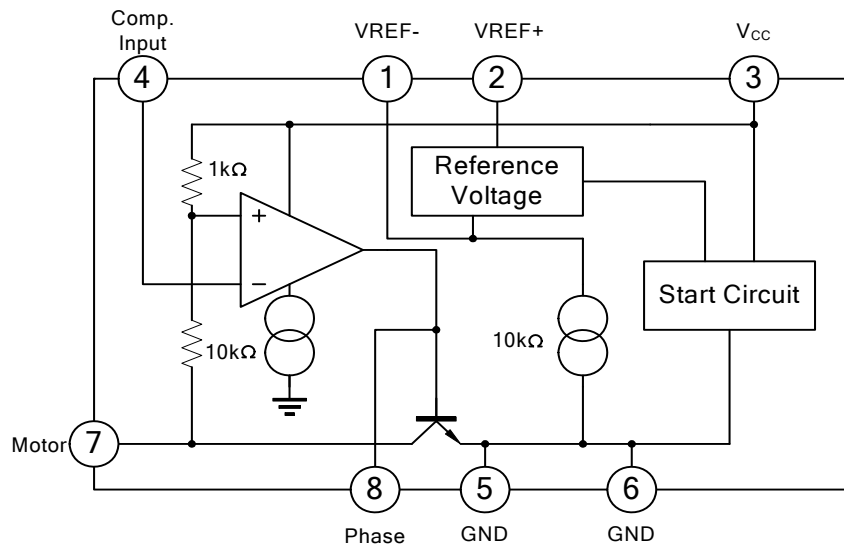 Comp.
Input
VREF-
VREF+
VCC
4
1
2
3
1kΩ
Reference
Voltage
+
−
Start Circuit
10kΩ
10kΩ
Motor
7
8
5
6
Phase
GND
GND